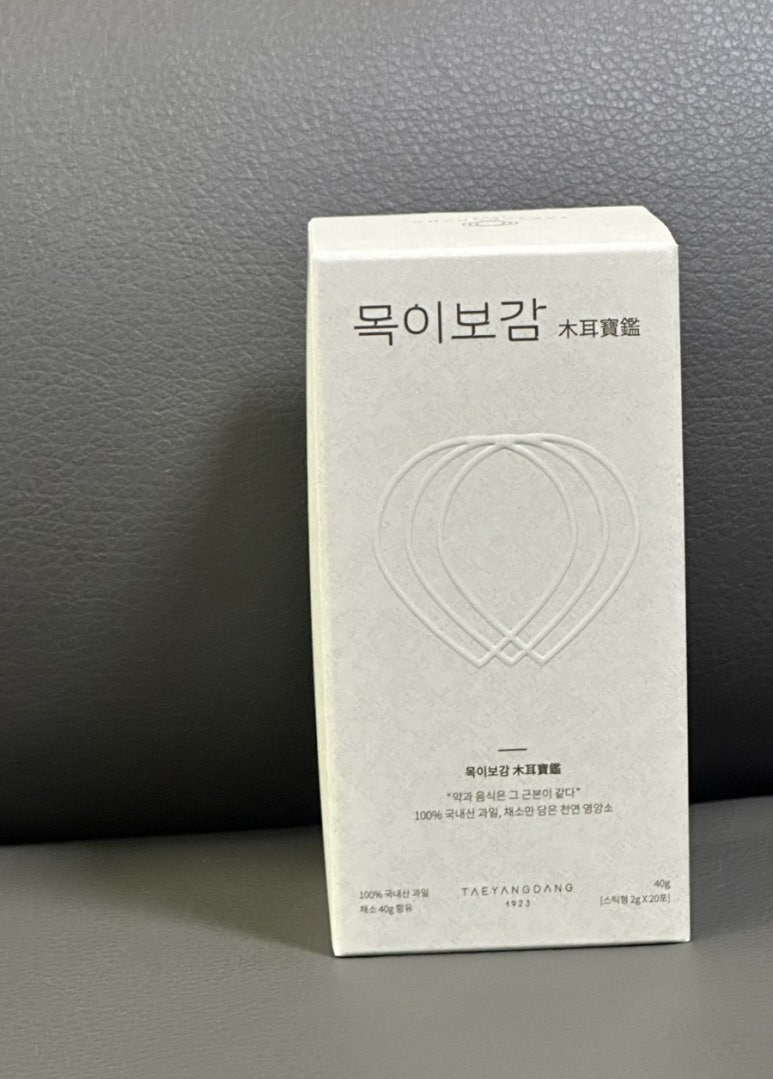 목이보감 木耳寶鑑
목이보감 木耳寶鑑
"약과 음식은 그 근본이 같다"
100% 국내산 과일, 채소만 담은 천연 영양소
100% 국내산 과일
채소 40g 함유
TAEYANGDANG
1923
40g
[스틱형 2g X 20포]